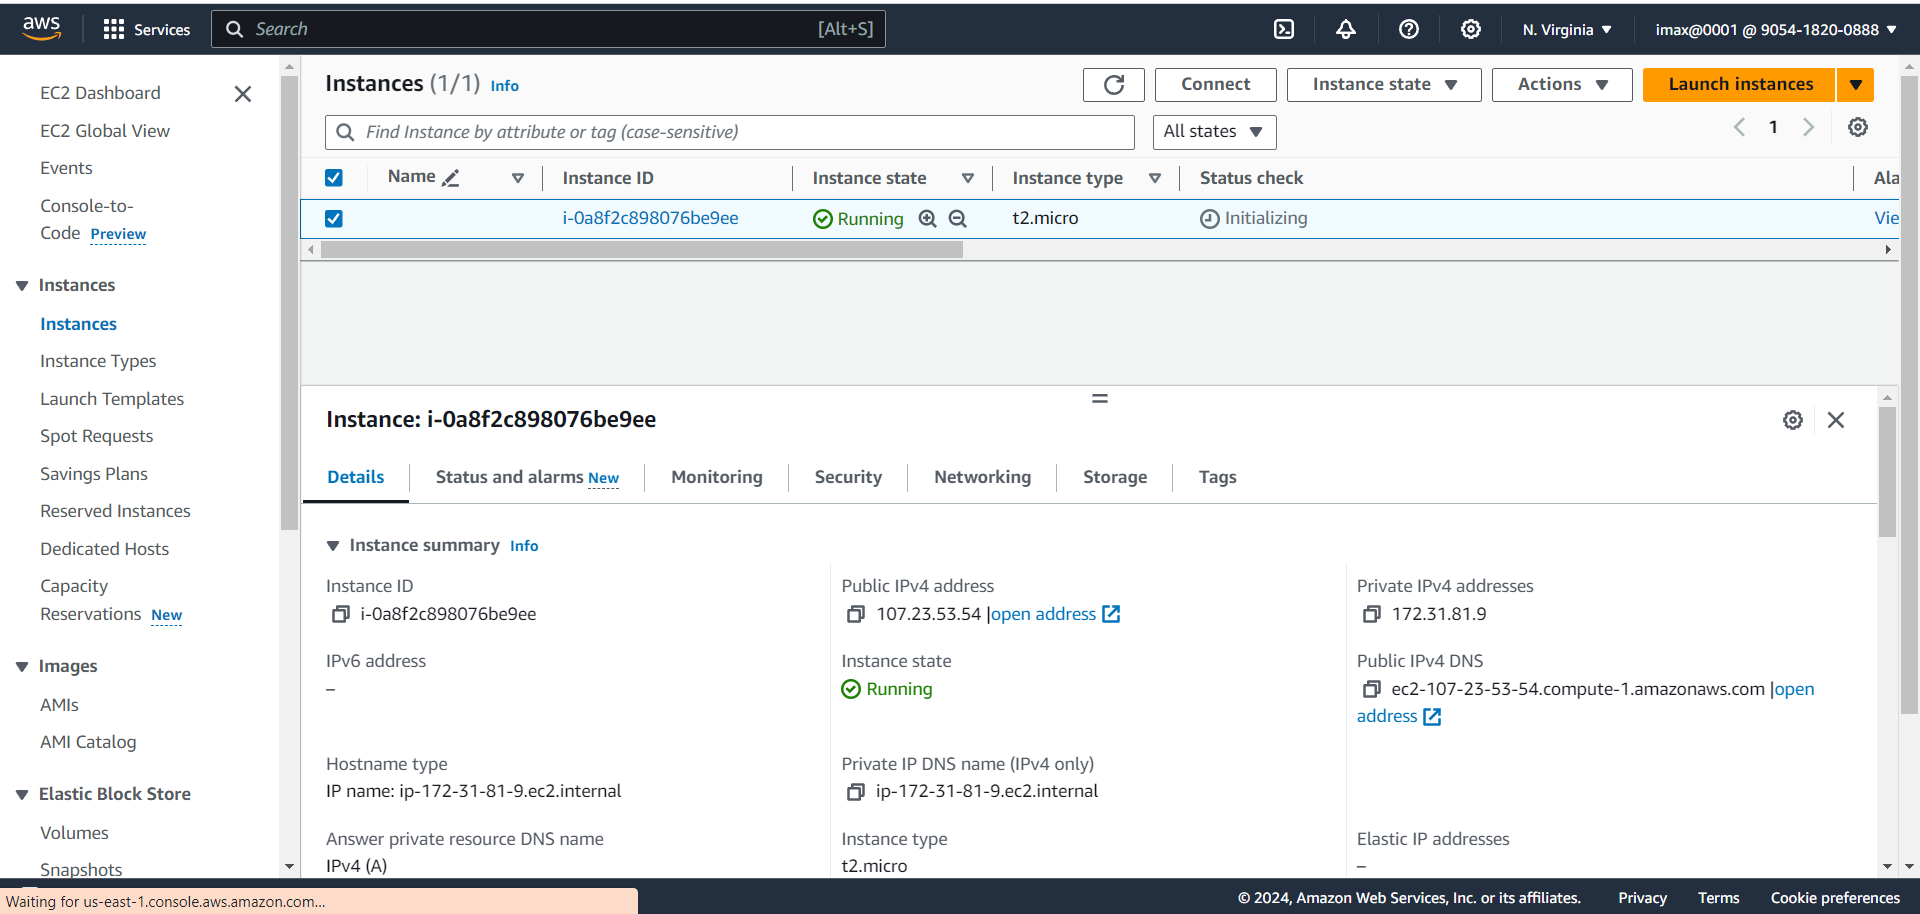 aws
Services
Search
[Alt+S]
N. Virginia
imax@0001 @ 9054-1820-0888
EC2 Dashboard
EC2 Global View
Events
Console-to-
Code Preview
Instances
Instances
Instance Types
Launch Templates
Spot Requests
Savings Plans
Reserved Instances
Dedicated Hosts
Capacity
Reservations New
Images
AMIs
AMI Catalog
Elastic Block Store
Volumes
Snapshots
Instances (1/1) Info
Connect
Instance state
Actions
Launch instances
Find Instance by attribute or tag (case-sensitive)
All states
1
Name
Instance ID
Instance state
Instance type
Status check
Ala
i-0a8f2c898076be9ee
Running
t2.micro
Initializing
Vie
Instance: i-0a8f2c898076be9ee
Details
Status and alarms New
Monitoring
Security
Networking
Storage
Tags
Instance summary Info
Instance ID
i-0a8f2c898076be9ee
Public IPv4 address
107.23.53.54 |open address
Private IPv4 addresses
172.31.81.9
IPv6 address
–
Instance state
Running
Public IPv4 DNS
ec2-107-23-53-54.compute-1.amazonaws.com |open
address
Hostname type
IP name: ip-172-31-81-9.ec2.internal
Private IP DNS name (IPv4 only)
ip-172-31-81-9.ec2.internal
Answer private resource DNS name
IPv4 (A)
Instance type
t2.micro
Elastic IP addresses
–
Waiting for us-east-1.console.aws.amazon.com...
© 2024, Amazon Web Services, Inc. or its affiliates.
Privacy
Terms
Cookie preferences